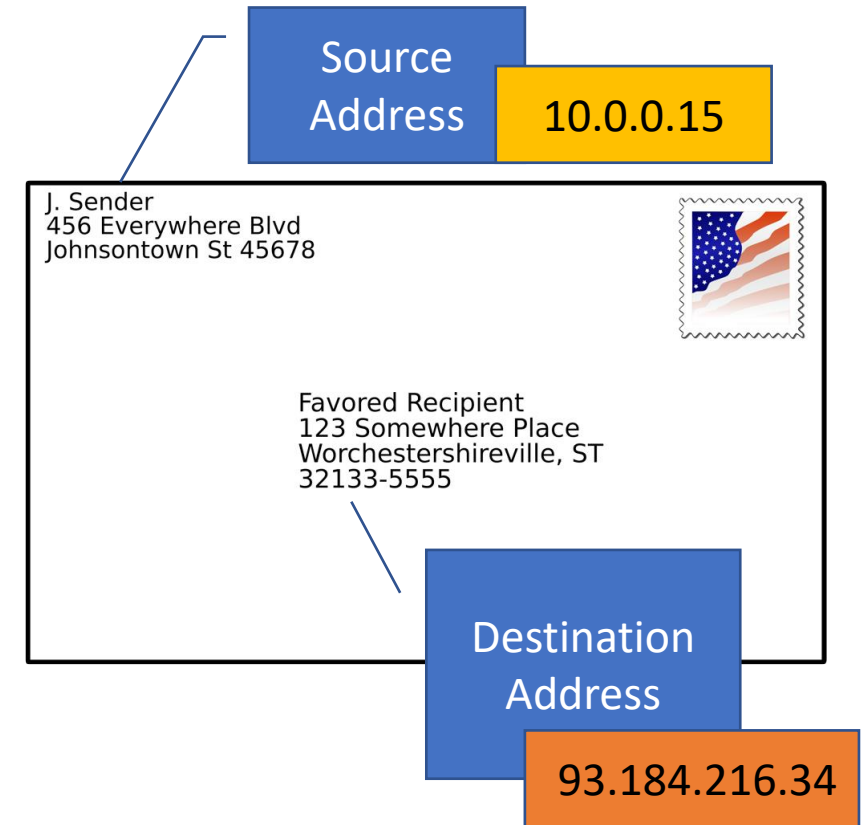 Source
Address
10.0.0.15
J. Sender
456 Everywhere Blvd
Johnsontown St 45678
Favored Recipient
123 Somewhere Place
Worchestershireville, ST
32133-5555
Destination
Address
93.184.216.34